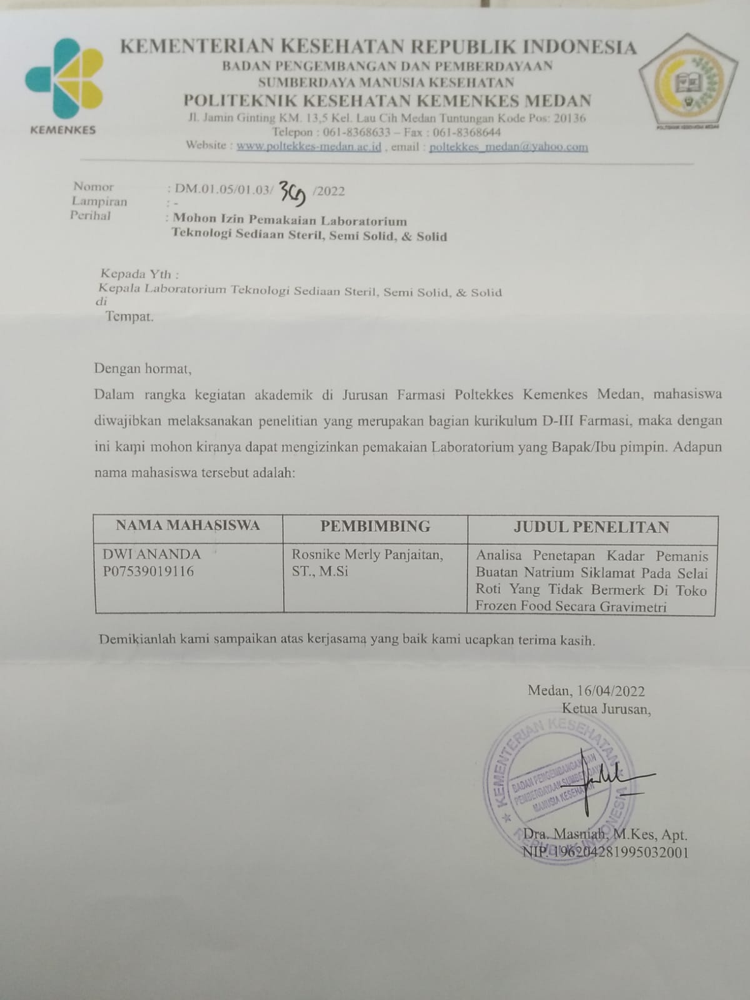 KEMENTERIAN KESEHATAN REPUBLIK INDONESIA
BADAN PENGEMBANGAN DAN PEMBERDAYAAN
SUMBERDAYA MANUSIA KESEHATAN
POLITEKNIK KESEHATAN KEMENKES MEDAN
Jl. Jamin Ginting KM. 13,5 Kel. Lau Cih Medan Tuntungan Kode Pos: 20136
Telepon : 061-8368633 – Fax : 061-8368644
Website : www.poltekkes-medan.ac.id , email : poltekkes_medan@yahoo.com
KEMENKES
POLITEKNIK KESEHATAN MEDAN
Nomor : DM.01.05/01.03/ /2022
Lampiran : -
Perihal : Mohon Izin Pemakaian Laboratorium
Teknologi Sediaan Steril, Semi Solid, & Solid
Kepada Yth :
Kepala Laboratorium Teknologi Sediaan Steril, Semi Solid, & Solid
di
Tempat.
Dengan hormat,
Dalam rangka kegiatan akademik di Jurusan Farmasi Poltekkes Kemenkes Medan, mahasiswa
diwajibkan melaksanakan penelitian yang merupakan bagian kurikulum D-III Farmasi, maka dengan
ini kami mohon kiranya dapat mengizinkan pemakaian Laboratorium yang Bapak/Ibu pimpin. Adapun
nama mahasiswa tersebut adalah:
NAMA MAHASISWA PEMBIMBING JUDUL PENELITAN
DWI ANANDA Rosnike Merly Panjaitan, Analisa Penetapan Kadar Pemanis
P07539019116 ST., M.Si Buatan Natrium Siklamat Pada Selai
Roti Yang Tidak Bermerk Di Toko
Frozen Food Secara Gravimetri
Demikianlah kami sampaikan atas kerjasama yang baik kami ucapkan terima kasih.
Medan, 16/04/2022
Ketua Jurusan,
KEMENTERIAN KESEHATAN
BADAN PENGEMBANGAN DAN
PEMBERDAYAAN SUMBER DAYA
MANUSIA KESEHATAN
REPUBLIK INDONESIA
Dra. Masniah, M.Kes, Apt.
NIP. 196204281995032001